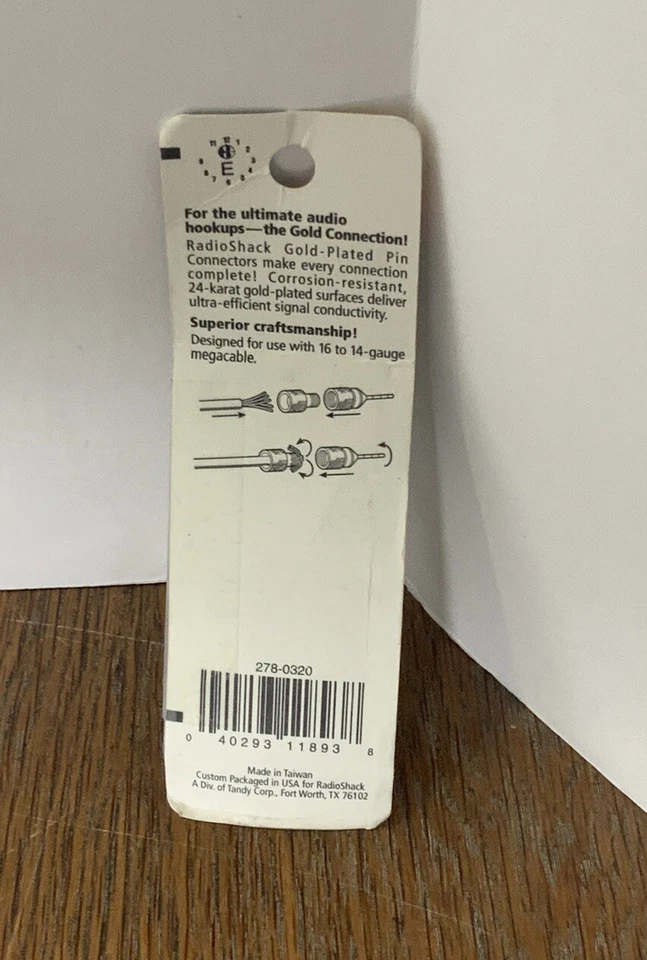 E
For the ultimate audio
hookups—the Gold Connection!
RadioShack Gold-Plated Pin
Connectors make every connection
complete! Corrosion-resistant,
24-karat gold-plated surfaces deliver
ultra-efficient signal conductivity.
Superior craftsmanship!
Designed for use with 16 to 14-gauge
megacable.
278-0320
0 40293 11893 8
Made in Taiwan
Custom Packaged in USA for RadioShack
A Div. of Tandy Corp., Fort Worth, TX 76102